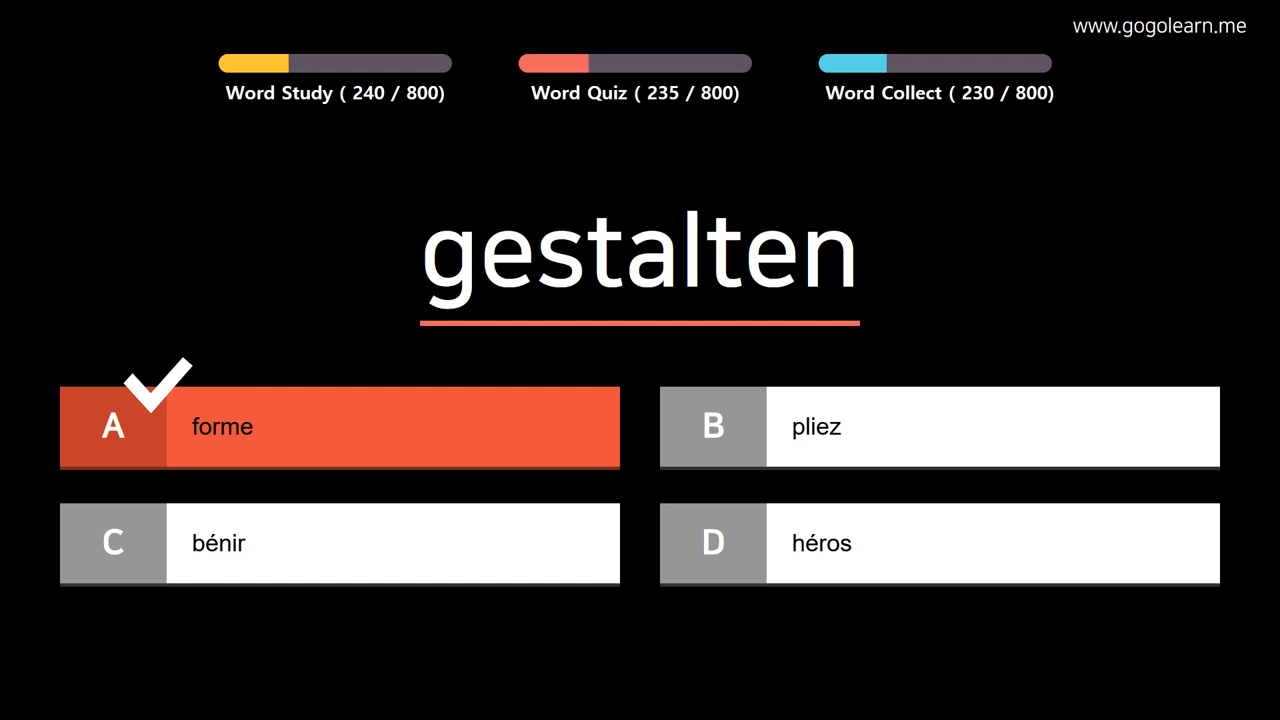 www.gogolearn.me
Word Study ( 240 / 800)
Word Quiz ( 235 / 800)
Word Collect ( 230 / 800)
gestalten
A
forme
B
pliez
C
bénir
D
héros